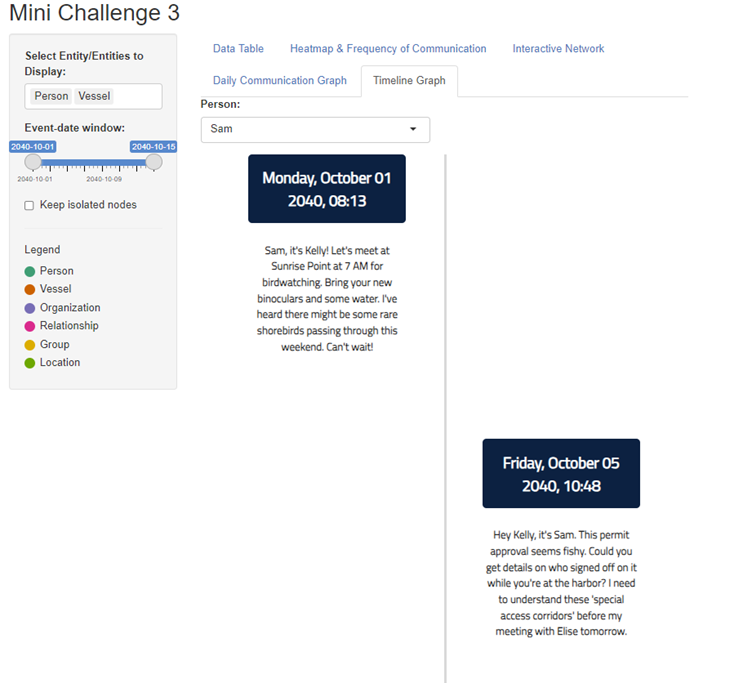 Mini Challenge 3
Select Entity/Entities to
Display:
Person Vessel
Event-date window:
2040-10-01 2040-10-15
2040-10-01 2040-10-09
Keep isolated nodes
Legend
Person
Vessel
Organization
Relationship
Group
Location
Data Table Heatmap & Frequency of Communication Interactive Network
Daily Communication Graph Timeline Graph
Person:
Sam
Monday, October 01
2040, 08:13
Sam, it's Kelly! Let's meet at
Sunrise Point at 7 AM for
birdwatching. Bring your new
binoculars and some water. I've
heard there might be some rare
shorebirds passing through this
weekend. Can't wait!
Friday, October 05
2040, 10:48
Hey Kelly, it's Sam. This permit
approval seems fishy. Could you
get details on who signed off on it
while you're at the harbor? I need
to understand these 'special
access corridors' before my
meeting with Elise tomorrow.